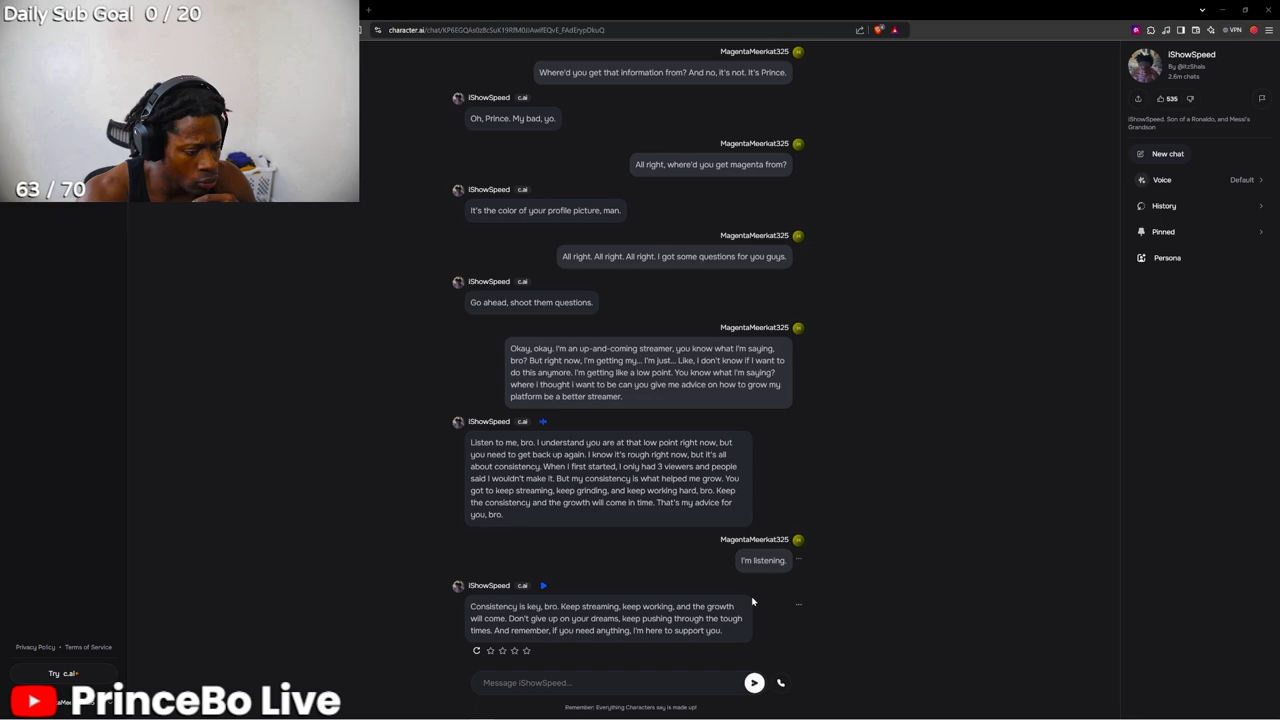 Daily Sub Goal 0 / 20
character.ai/chat/
VPN
63 / 70
MagentaMeerkat325
Where'd you get that information from? And no, it's not. It's Prince.
iShowSpeed c.ai
Oh, Prince. My bad, yo.
MagentaMeerkat325
All right, where'd you get magenta from?
iShowSpeed c.ai
It's the color of your profile picture, man.
MagentaMeerkat325
All right. All right. All right. I got some questions for you guys.
iShowSpeed c.ai
Go ahead, shoot them questions.
MagentaMeerkat325
Okay, okay. I'm an up-and-coming streamer, you know what I'm saying,
bro? But right now, I'm getting my... I'm just... Like, I don't know if I want to
do this anymore. I'm getting like a low point. You know what I'm saying?
where i thought i want to be can you give me advice on how to grow my
platform be a better streamer.
iShowSpeed c.ai
Listen to me, bro. I understand you are at that low point right now, but
you need to get back up again. I know it's rough right now, but it's all
about consistency. When I first started, I only had 3 viewers and people
said I wouldn't make it. But my consistency is what helped me grow. You
got to keep streaming, keep grinding, and keep working hard, bro. Keep
the consistency and the growth will come in time. That's my advice for
you, bro.
MagentaMeerkat325
I'm listening.
iShowSpeed c.ai
Consistency is key, bro. Keep streaming, keep working, and the growth
will come. Don't give up on your dreams, keep pushing through the tough
times. And remember, if you need anything, I'm here to support you.
Message iShowSpeed...
Remember: Everything Characters say is made up!
iShowSpeed
By @itzShals
2.6m chats
535
iShowSpeed. Son of a Ronaldo, and Messi's
Grandson
New chat
Voice Default
History
Pinned
Persona
Privacy Policy • Terms of Service
Try c.ai+
PrinceBo Live